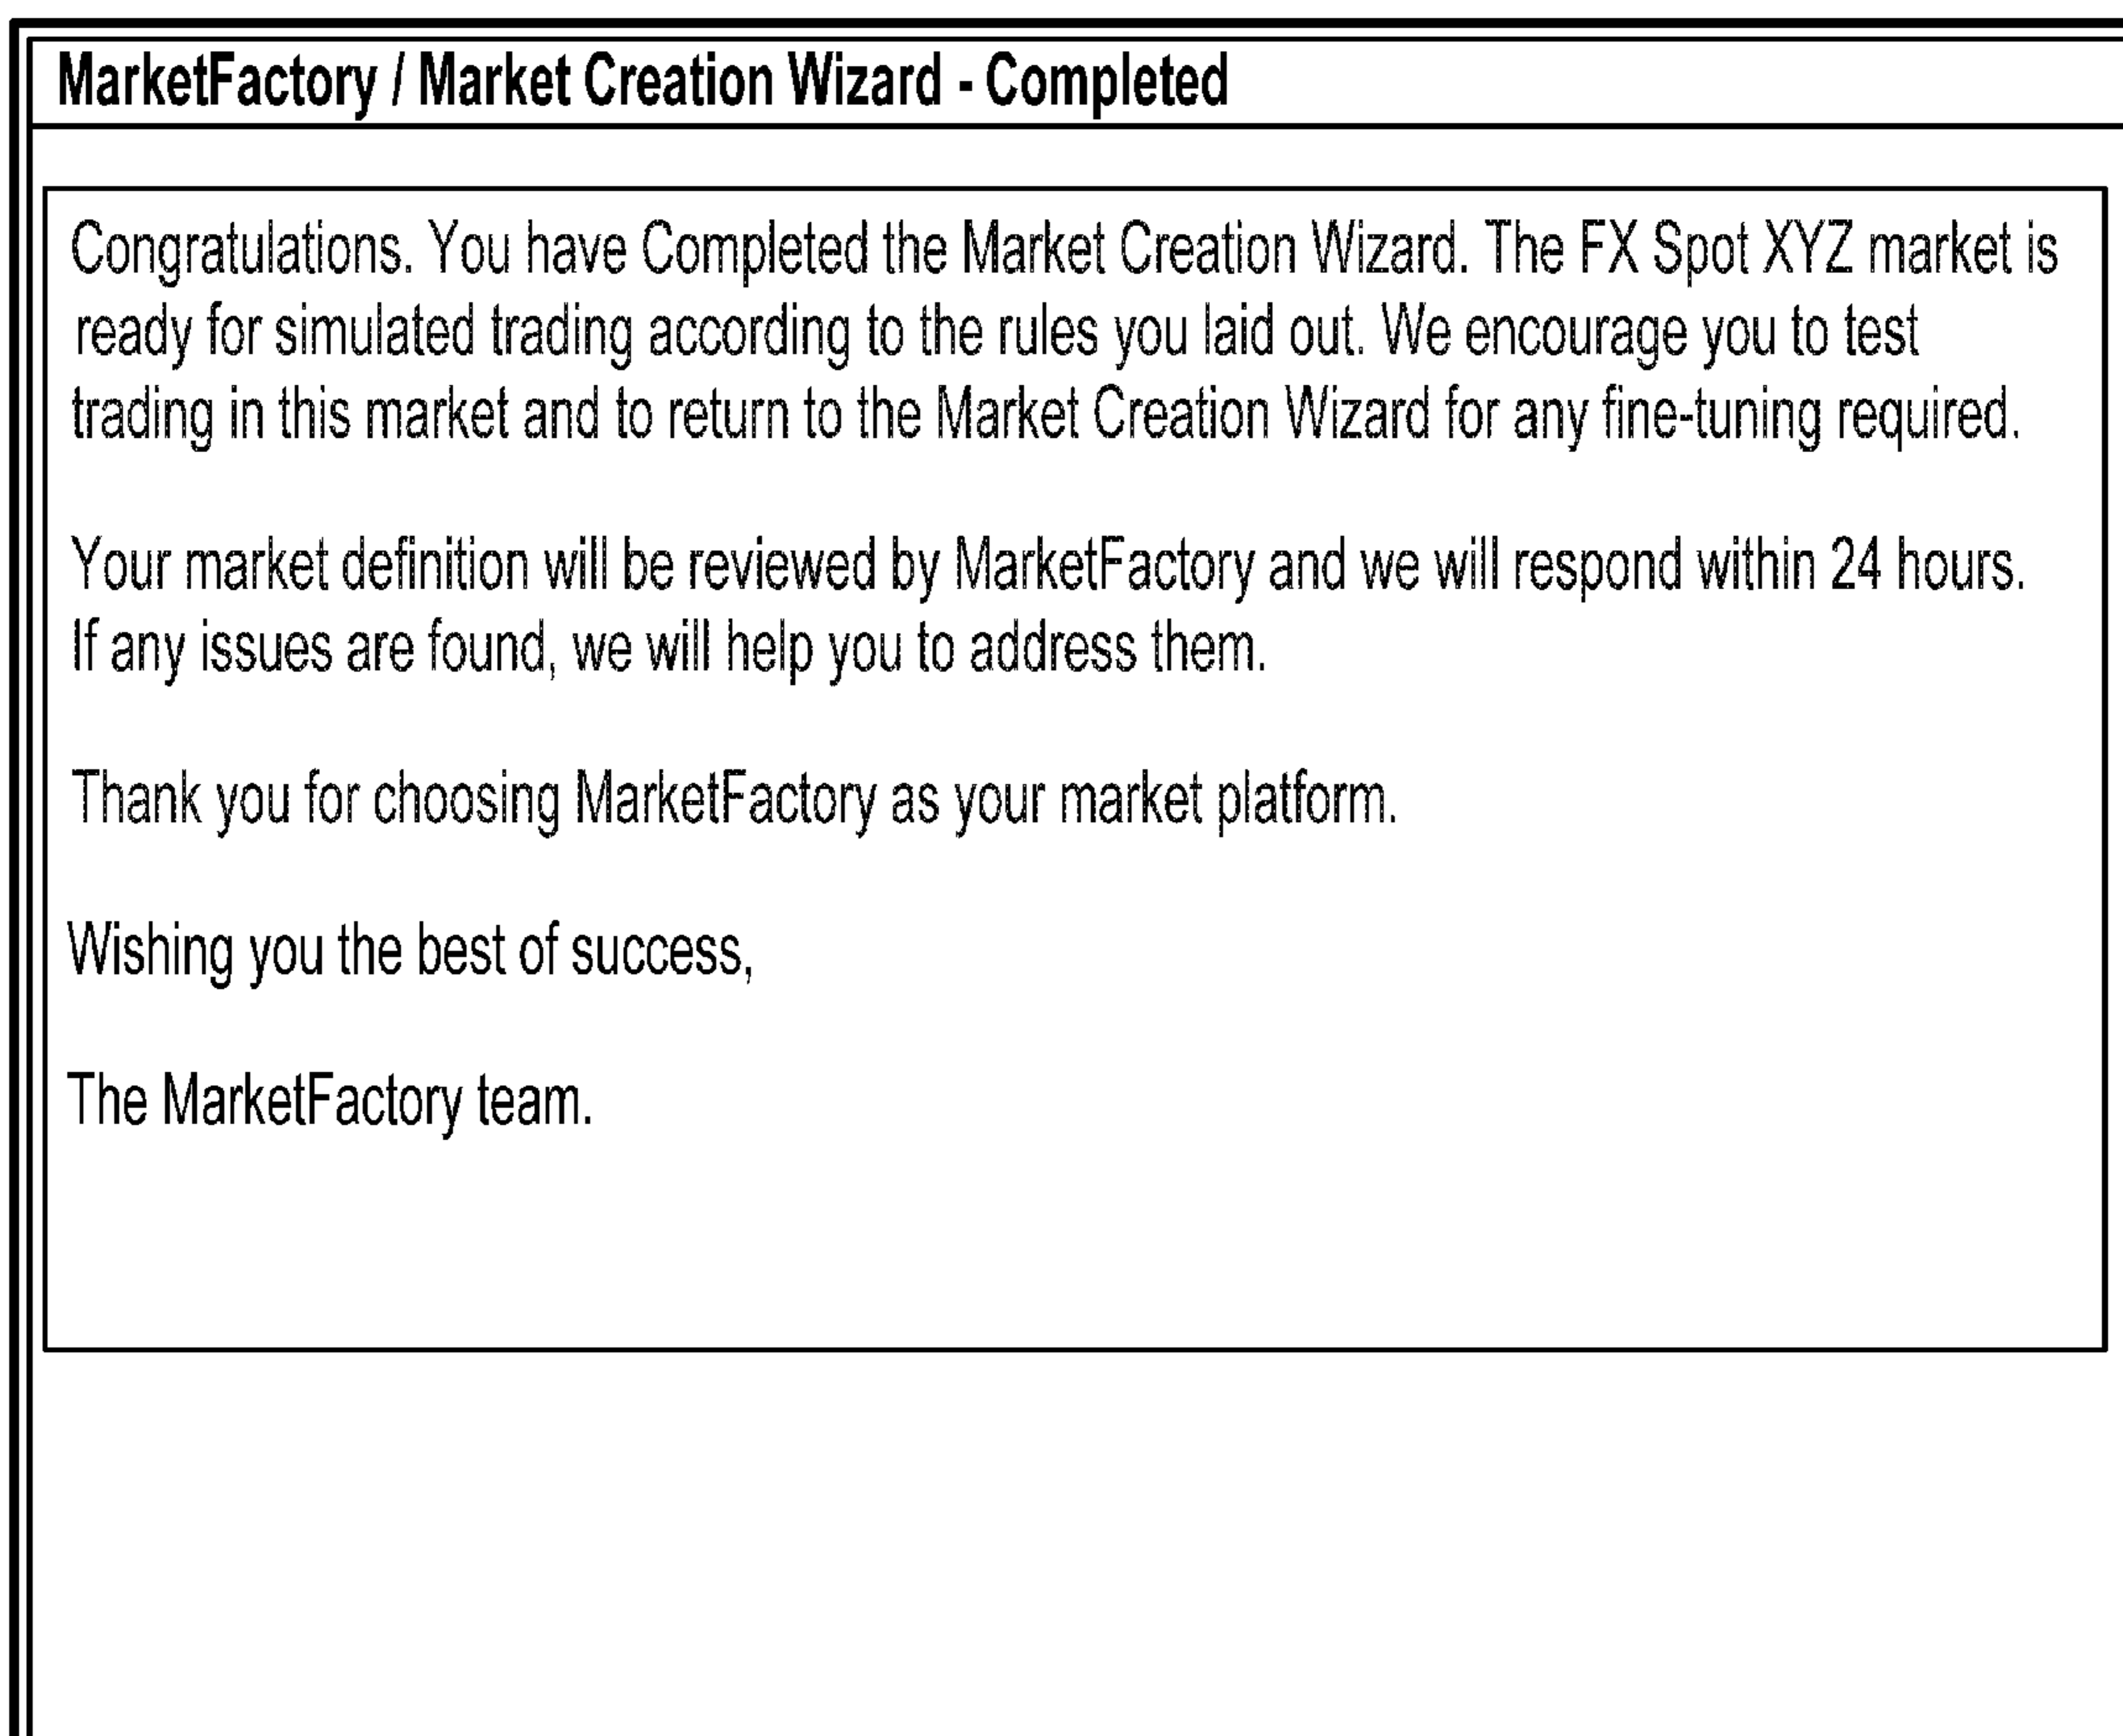 MarketFactory / Market Creation Wizard - Completed
Congratulations. You have Completed the Market Creation Wizard. The FX Spot XYZ market is
ready for simulated trading according to the rules you laid out. We encourage you to test
trading in this market and to return to the Market Creation Wizard for any fine-tuning required.
Your market definition will be reviewed by MarketFactory and we will respond within 24 hours.
If any issues are found, we will help you to address them.
Thank you for choosing MarketFactory as your market platform.
Wishing you the best of success,
The MarketFactory team.